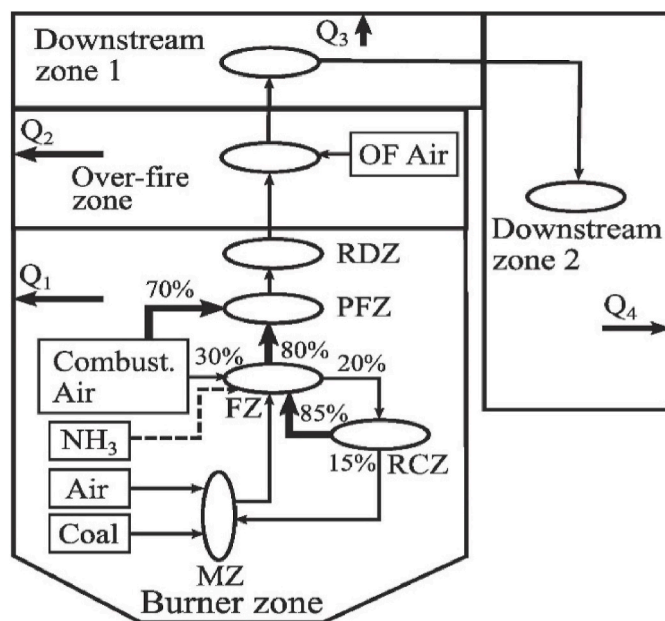 Downstream
zone 1
Q3
Q2
Over-fire
zone
OF Air
Downstream
zone 2
Q4
Q1
RDZ
70%
PFZ
Combust.
Air
30%
80%
20%
FZ
85%
NH3
15%
RCZ
Air
Coal
MZ
Burner zone